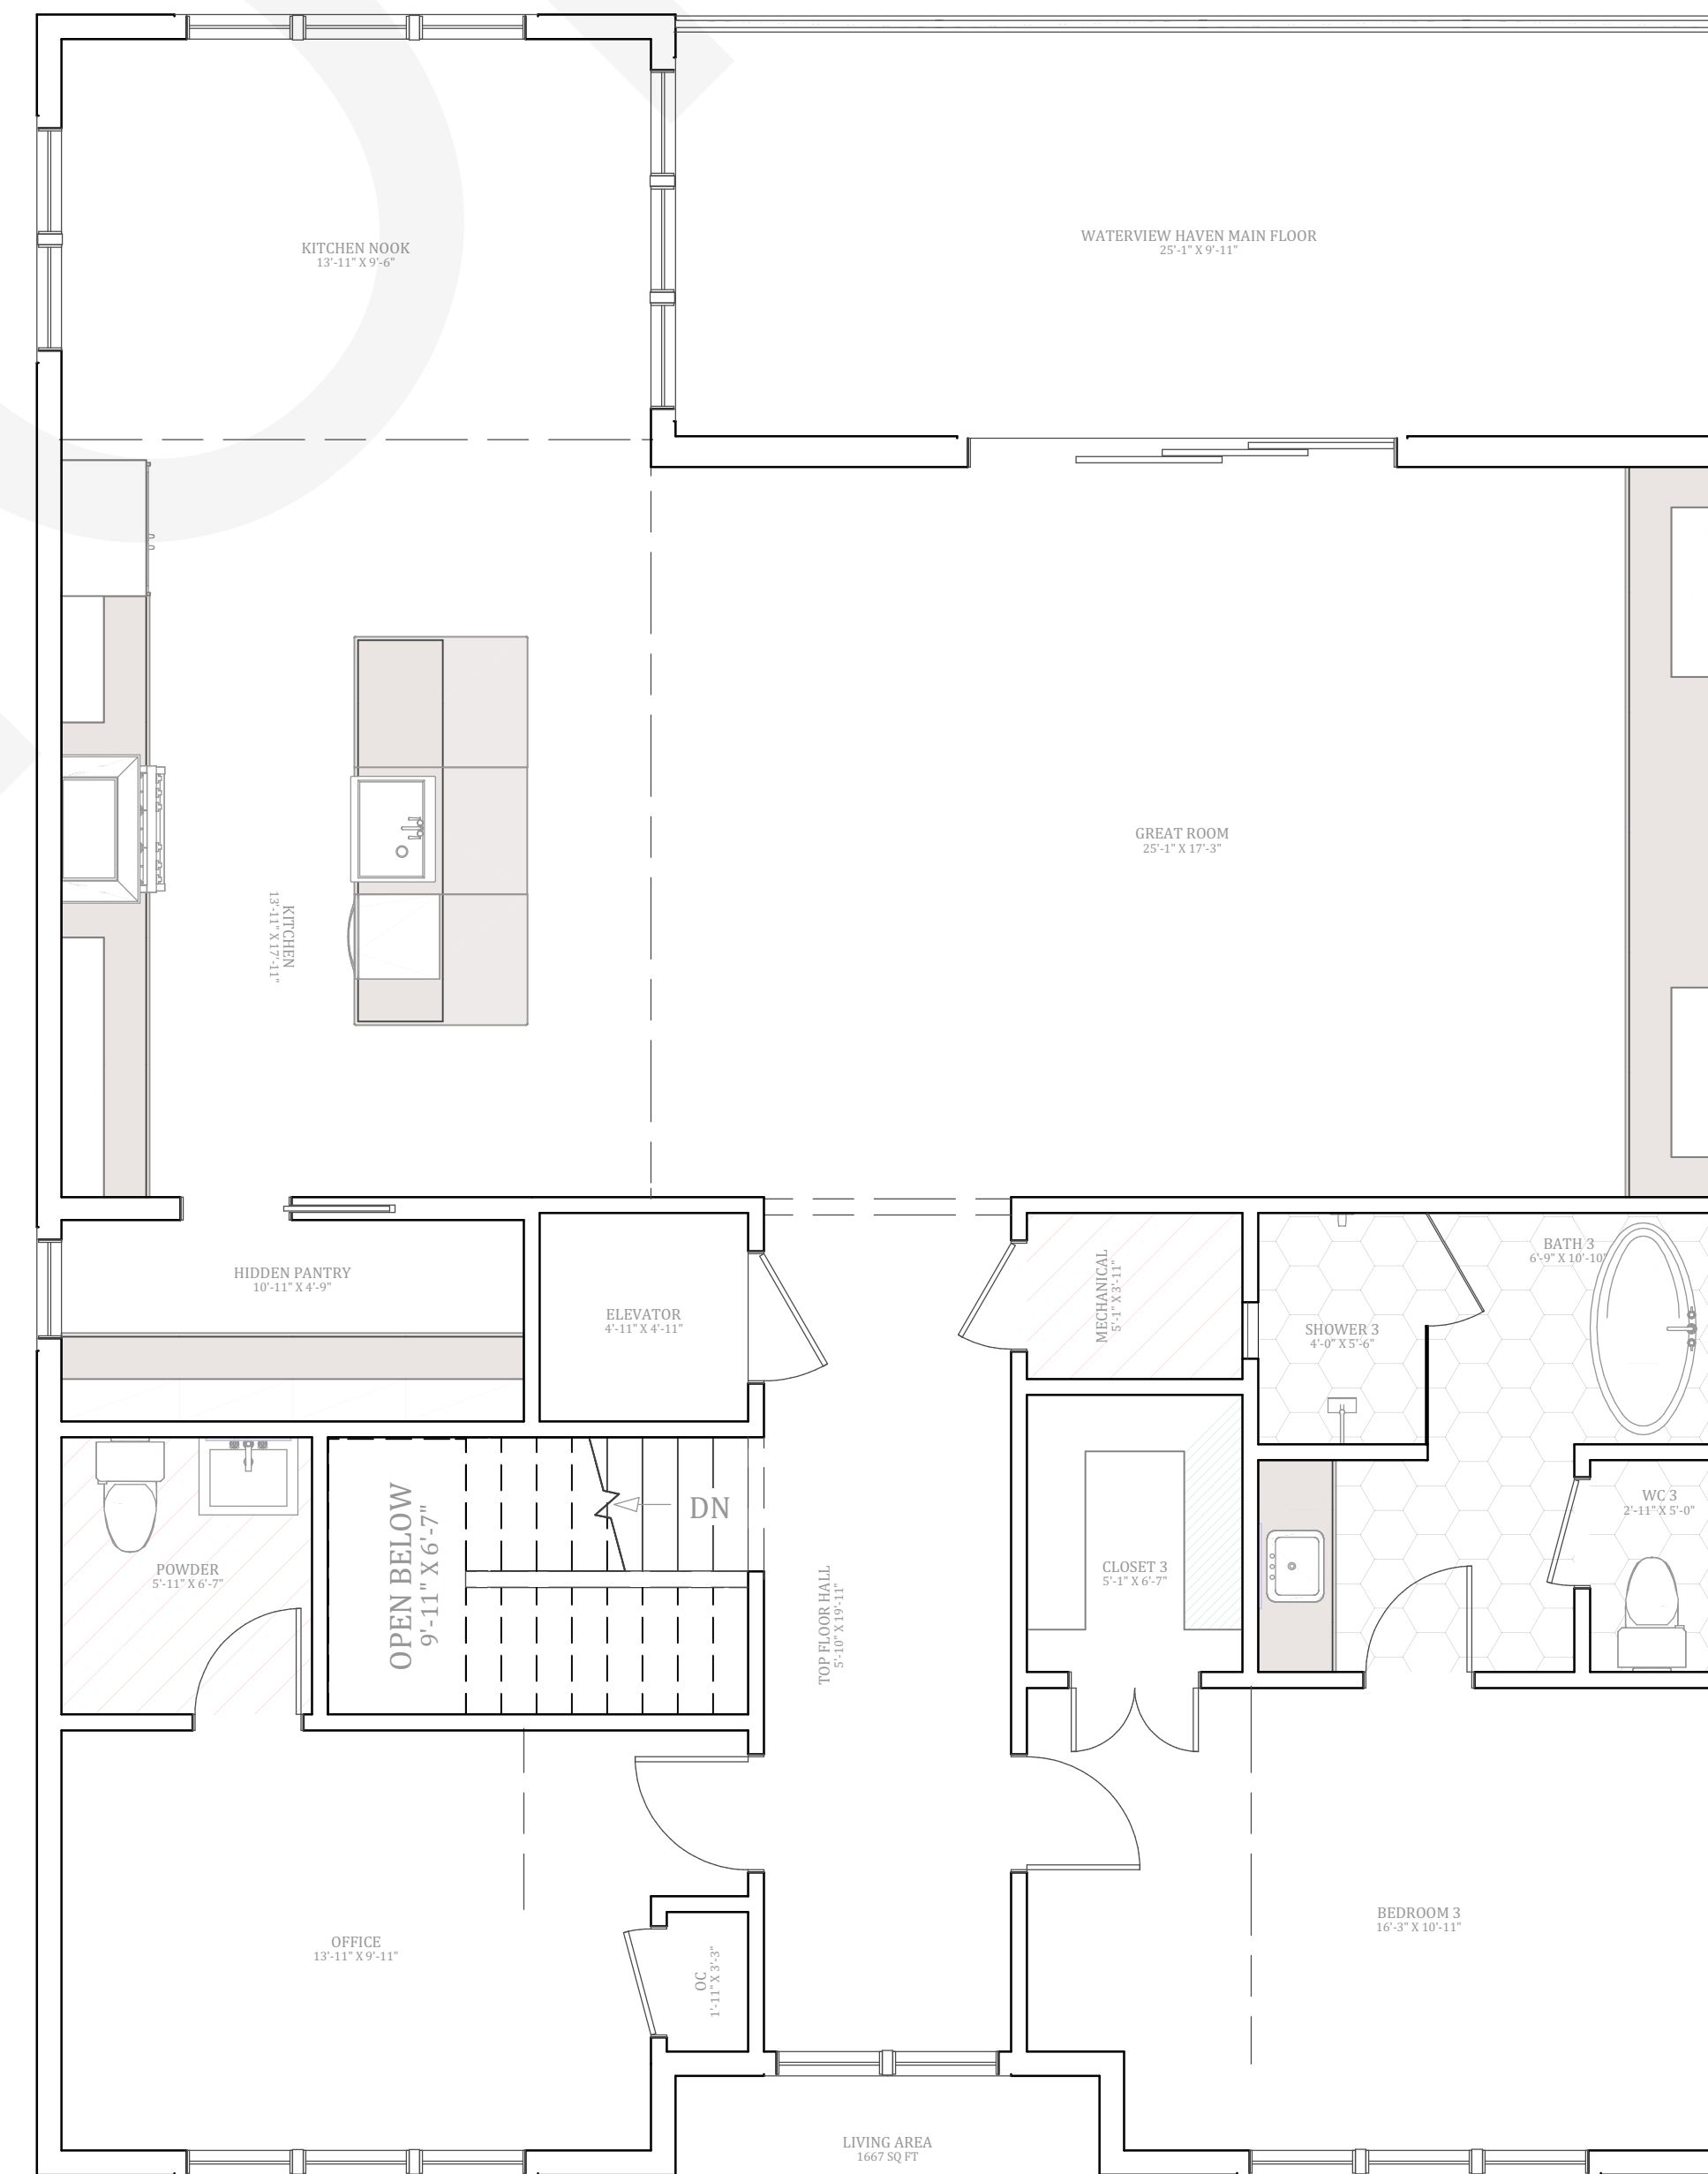 KITCHEN NOOK
13'-11" X 9'-6"
WATERVIEW HAVEN MAIN FLOOR
25'-1" X 9'-11"
GREAT ROOM
25'-1" X 17'-3"
KITCHEN
13'-11" X 17'-11"
HIDDEN PANTRY
10'-11" X 4'-9"
ELEVATOR
4'-11" X 4'-11"
MECHANICAL
5'-1" X 3'-11"
SHOWER 3
4'-0" X 5'-6"
BATH 3
6'-9" X 10'-10"
POWDER
5'-11" X 6'-7"
OPEN BELOW
9'-11" X 6'-7"
DN
TOP FLOOR HALL
5'-10" X 19'-11"
CLOSET 3
5'-1" X 6'-7"
WC 3
2'-11" X 5'-0"
OFFICE
13'-11" X 9'-11"
OC
1'-11" X 3'-3"
BEDROOM 3
16'-3" X 10'-11"
LIVING AREA
1667 SQ FT